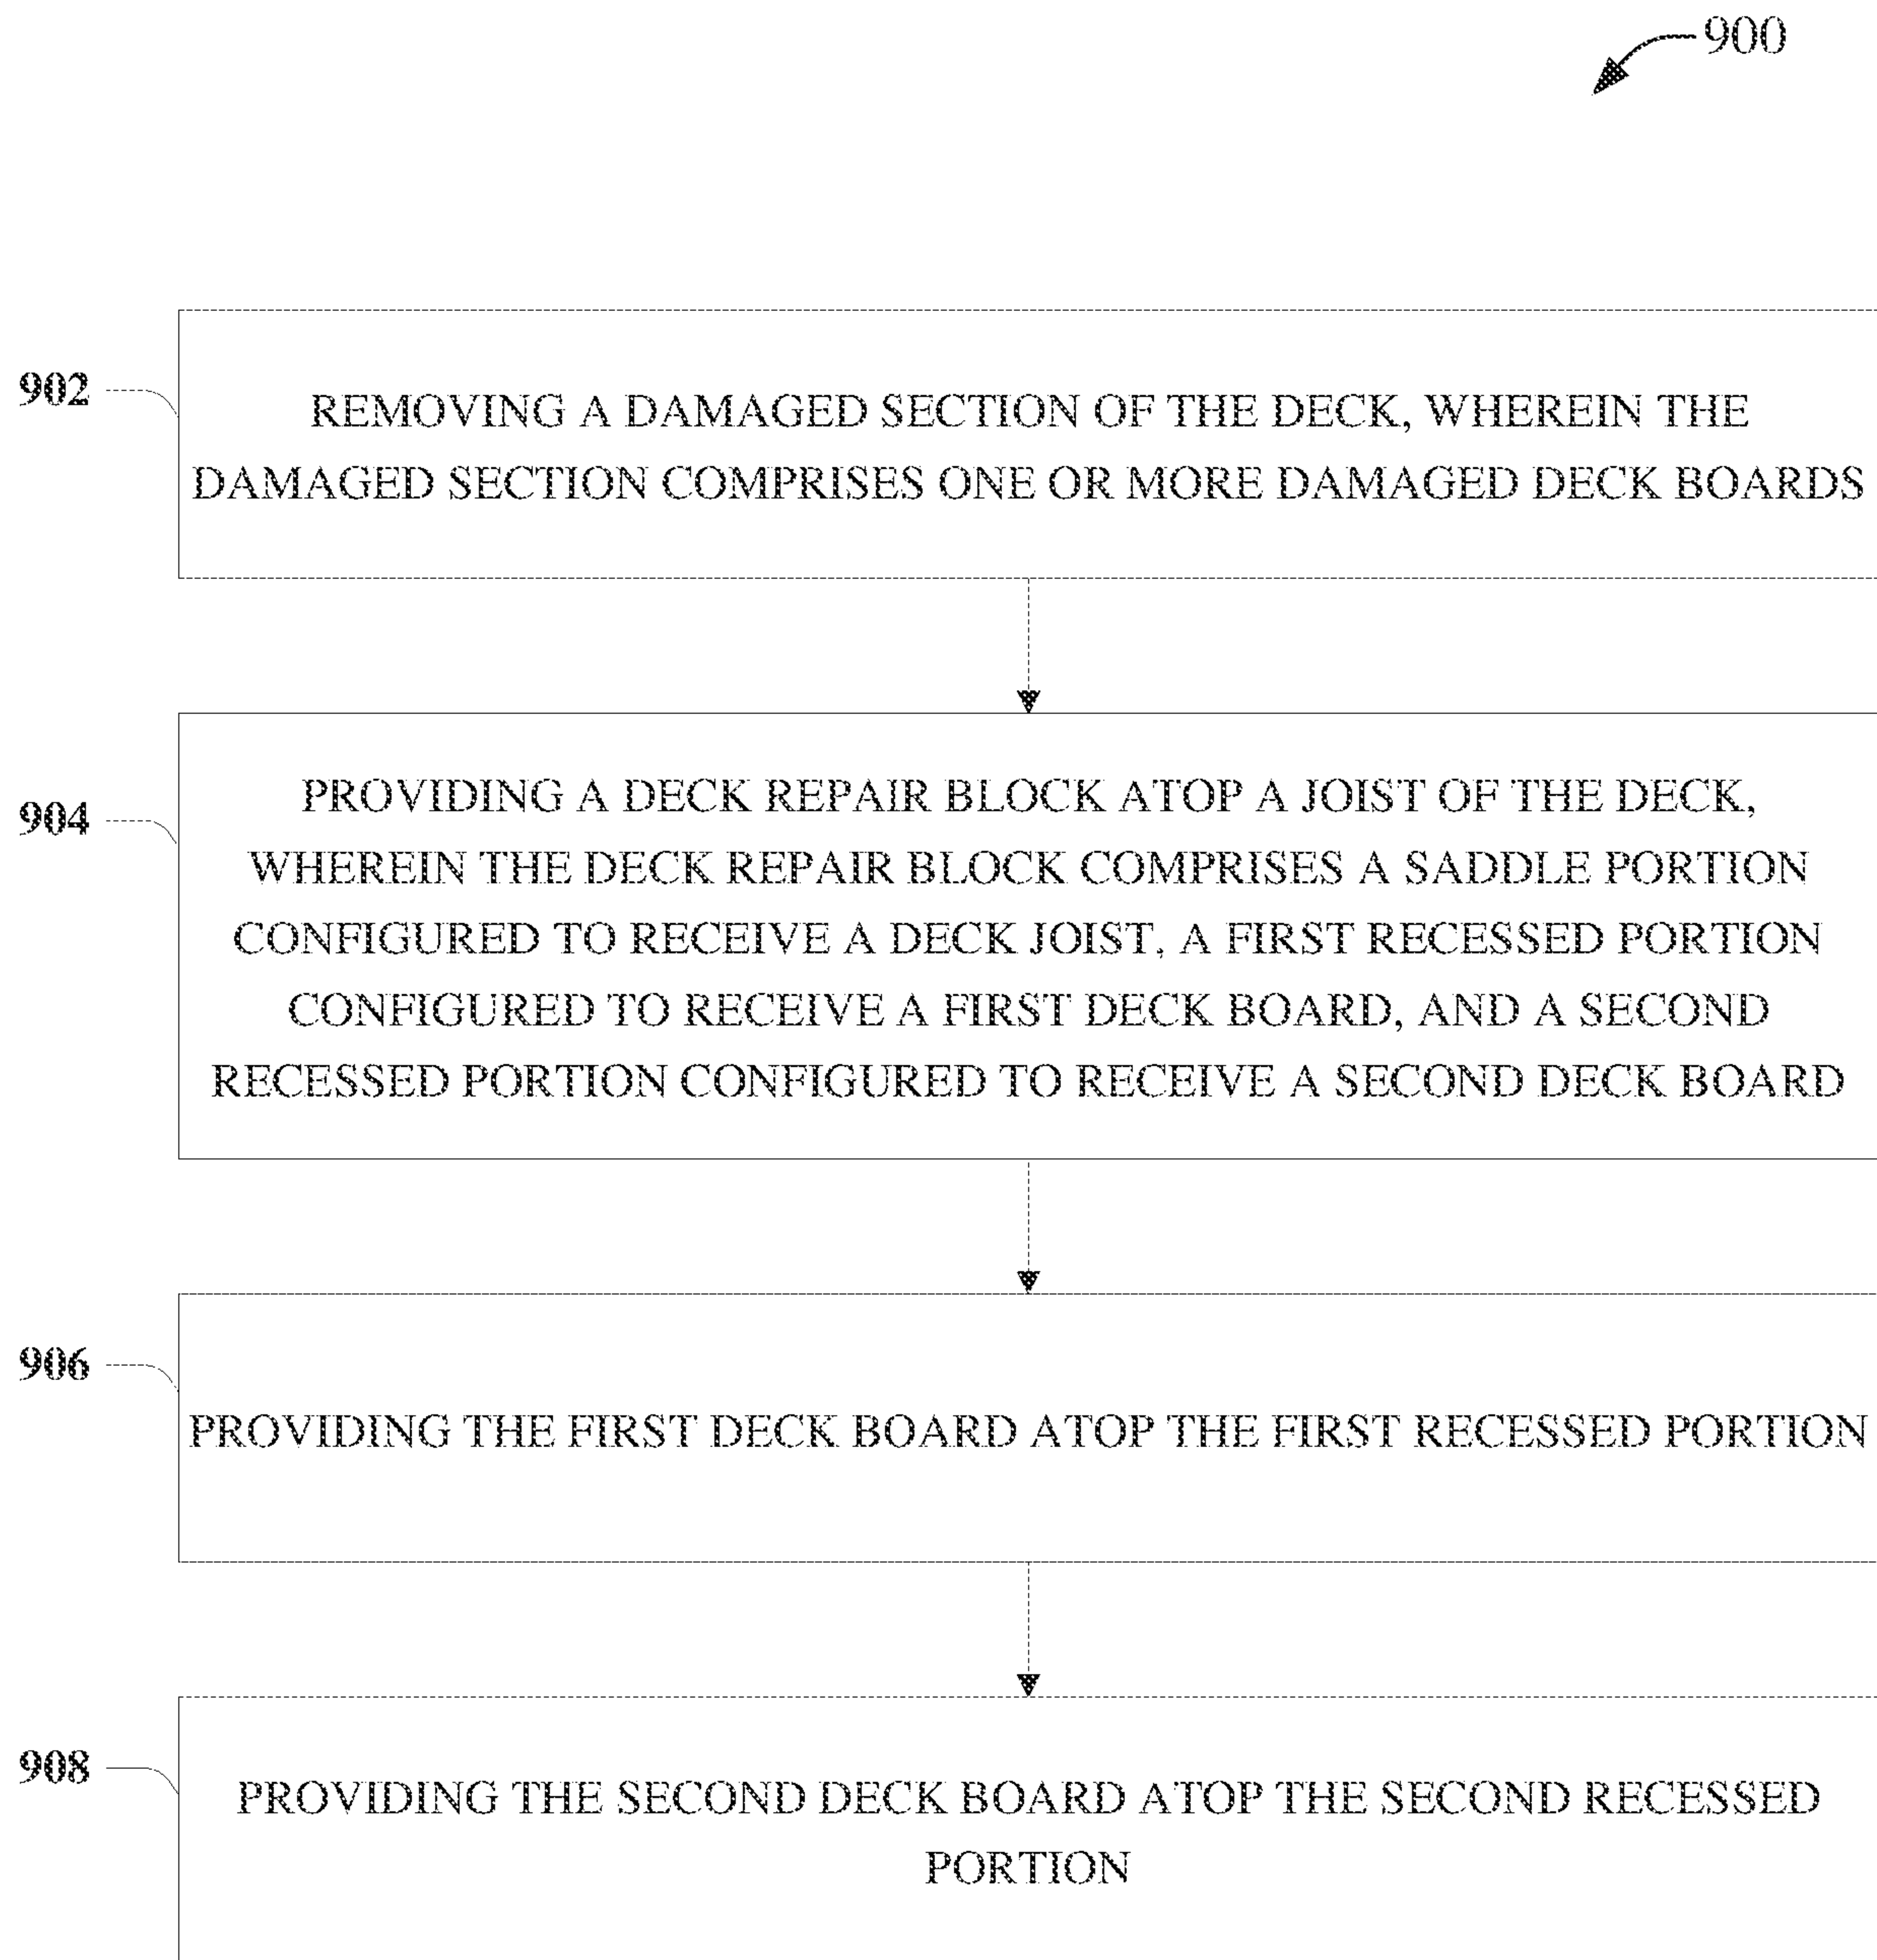 900
902
REMOVING A DAMAGED SECTION OF THE DECK, WHEREIN THE
DAMAGED SECTION COMPRISES ONE OR MORE DAMAGED DECK BOARDS
904
PROVIDING A DECK REPAIR BLOCK ATOP A JOIST OF THE DECK,
WHEREIN THE DECK REPAIR BLOCK COMPRISES A SADDLE PORTION
CONFIGURED TO RECEIVE A DECK JOIST, A FIRST RECESSED PORTION
CONFIGURED TO RECEIVE A FIRST DECK BOARD, AND A SECOND
RECESSED PORTION CONFIGURED TO RECEIVE A SECOND DECK BOARD
906
PROVIDING THE FIRST DECK BOARD ATOP THE FIRST RECESSED PORTION
908
PROVIDING THE SECOND DECK BOARD ATOP THE SECOND RECESSED
PORTION